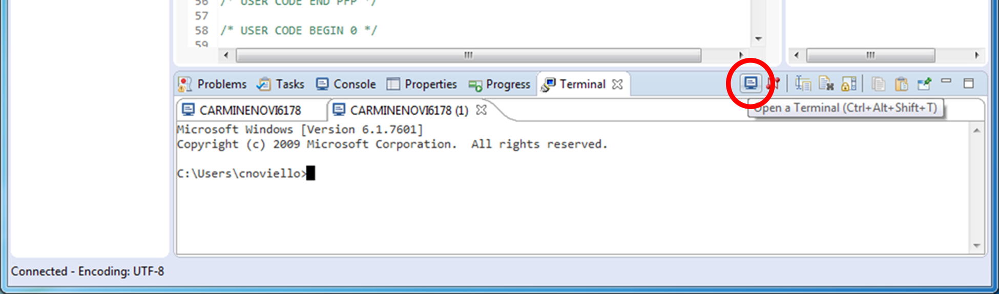 56 /* USER CODE END PFP */
57
58 /* USER CODE BEGIN 0 */
59
Problems Tasks Console Properties Progress Terminal
Open a Terminal (Ctrl+Alt+Shift+T)
CARMINENOVI6178 CARMINENOVI6178 (1)
Microsoft Windows [Version 6.1.7601]
Copyright (c) 2009 Microsoft Corporation.  All rights reserved.
C:\Users\cnoviello>
Connected - Encoding: UTF-8